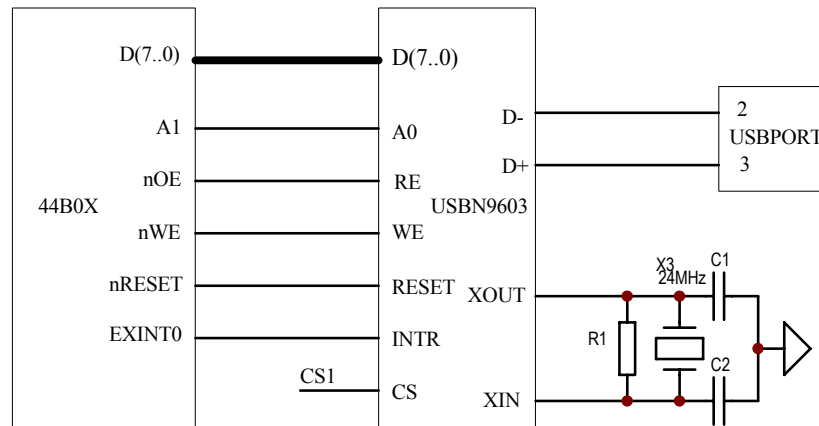 D(7..0) D(7..0)
D- 2
USBPORT
A1 A0
D+ 3
nOE RE
44B0X USBN9603
nWE WE
X3 C1
24MHz
nRESET RESET XOUT
EXINT0 INTR R1
C2
CS1 CS XIN